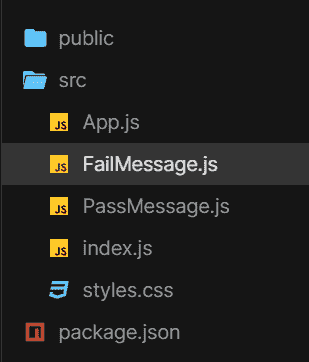 public
src
JS App.js
JS FailMessage.js
JS PassMessage.js
JS index.js
styles.css
package.json